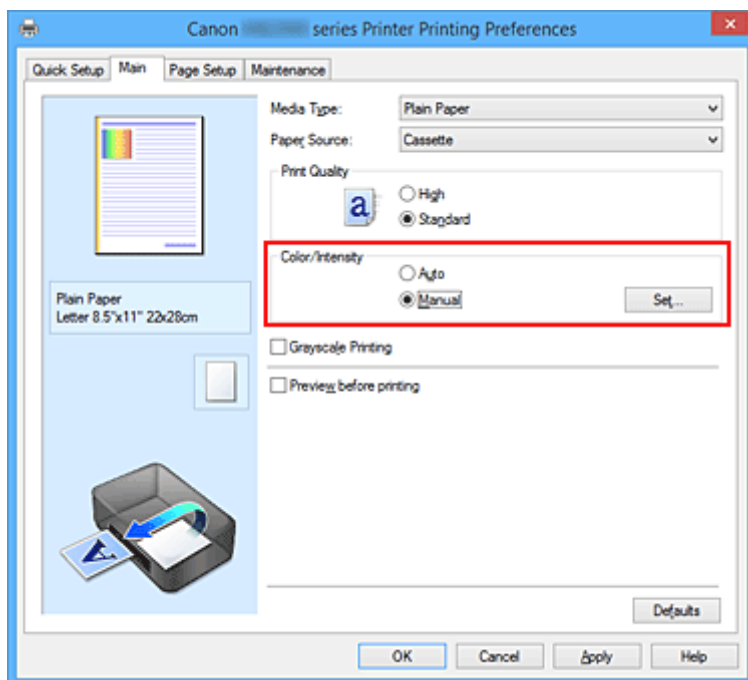 Canon series Printer Printing Preferences
Quick Setup Main Page Setup Maintenance
Media Type: Plain Paper
Paper Source: Cassette
Print Quality
a
High
Standard
Color/Intensity
Auto
Manual Set...
Plain Paper
Letter 8.5"x11" 22x28cm
Grayscale Printing
Preview before printing
A
Defaults
OK Cancel Apply Help